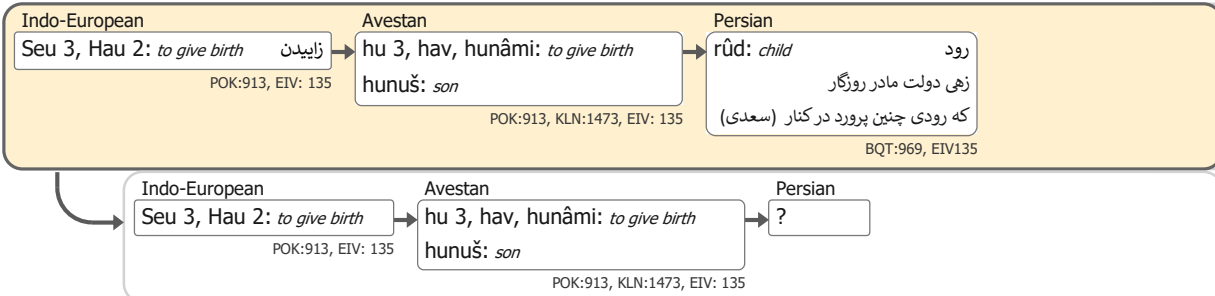 Indo-European
Seu 3, Hau 2: to give birth زاییدن
POK:913, EIV: 135
Avestan
hu 3, hav, hunâmi: to give birth
hunuš: son
POK:913, KLN:1473, EIV: 135
Persian
rûd: child رود
زهی دولت مادر روزگار
که رودی چنین پرورد در کنار (سعدی)
BQT:969, EIV135
Indo-European
Seu 3, Hau 2: to give birth
POK:913, EIV: 135
Avestan
hu 3, hav, hunâmi: to give birth
hunuš: son
POK:913, KLN:1473, EIV: 135
Persian
?